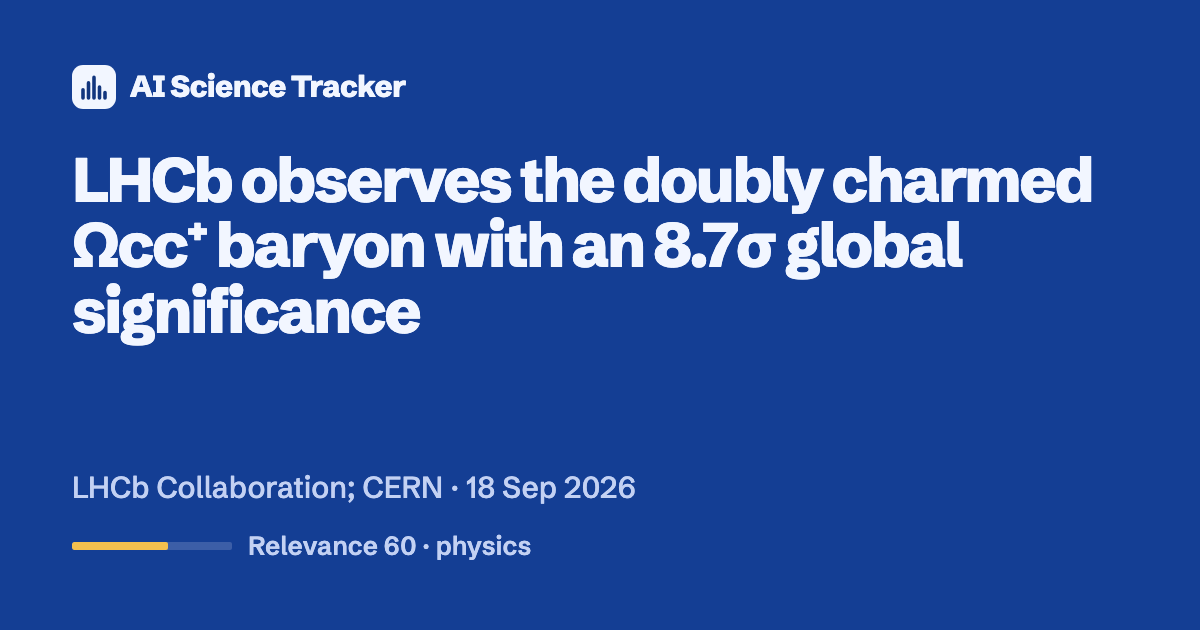 AI Science Tracker
LHCb observes the doubly charmed
Ωcc⁺ baryon with an 8.7σ global
significance
LHCb Collaboration; CERN · 18 Sep 2026
Relevance 60 · physics